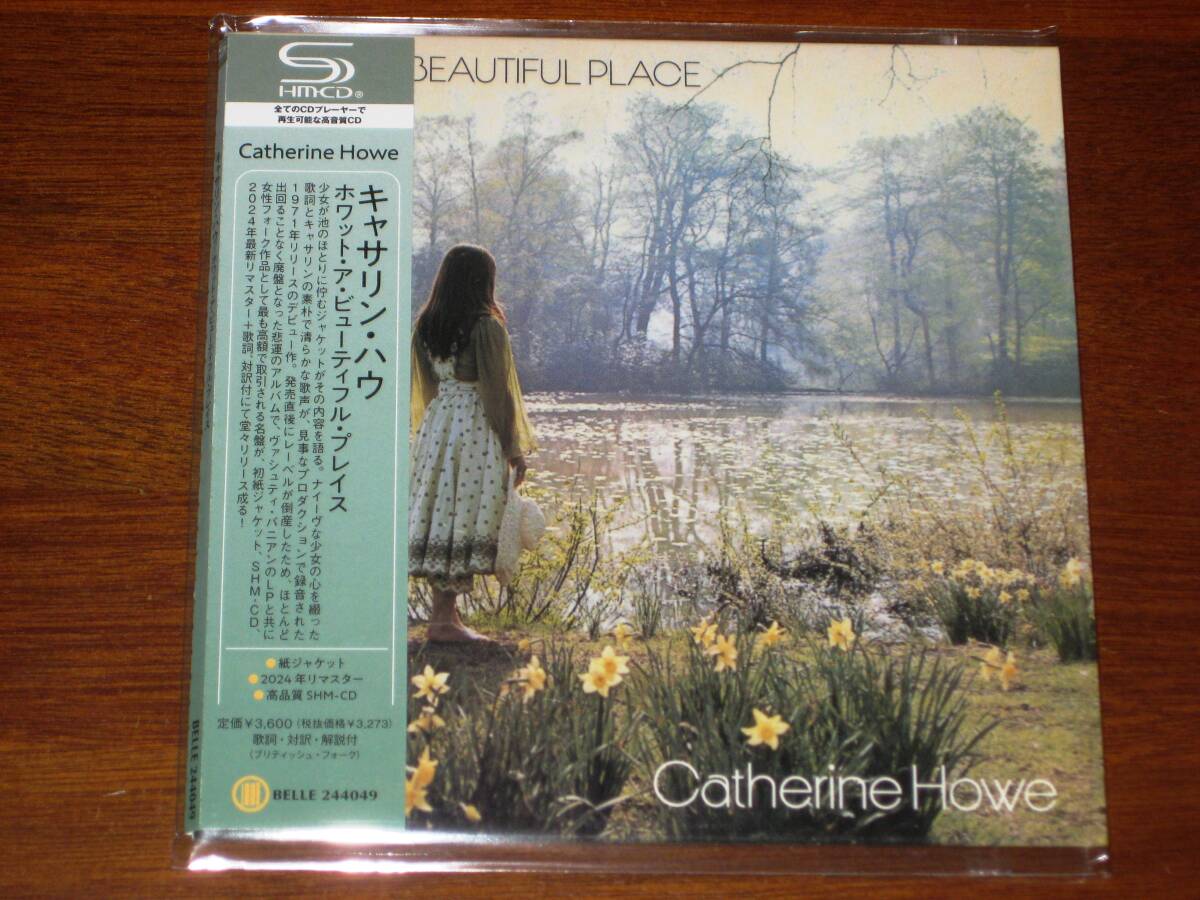 SHM-CD®
全てのCDプレーヤーで
再生可能な高音質CD
Catherine Howe
キャサリン・ハウ
ホワット・ア・ビューティフル・プレイス
少女が池のほとりに佇むジャケットがその内容を語る。ナイーヴな少女の心を綴った
歌詞とキャサリンの素朴で清らかな歌声が、見事なプロダクションで録音された
1971年リリースのデビュー作。発売直後にレーベルが倒産したため、ほとんど
出回ることなく廃盤となった悲運のアルバムで、ヴァシュティ・バニアンのLPと共に
女性フォーク作品として最も高額で取引される名盤が、初紙ジャケット、SHM-CD、
2024年最新リマスター+歌詞、対訳付にて堂々リリース成る！
●紙ジャケット
●2024年リマスター
●高品質SHM-CD
定価￥3,600（税抜価格￥3,273）
歌詞・対訳・解説付
（ブリティッシュ・フォーク）
BELLE 244049
BELLE 244049
BEAUTIFUL PLACE
Catherine Howe